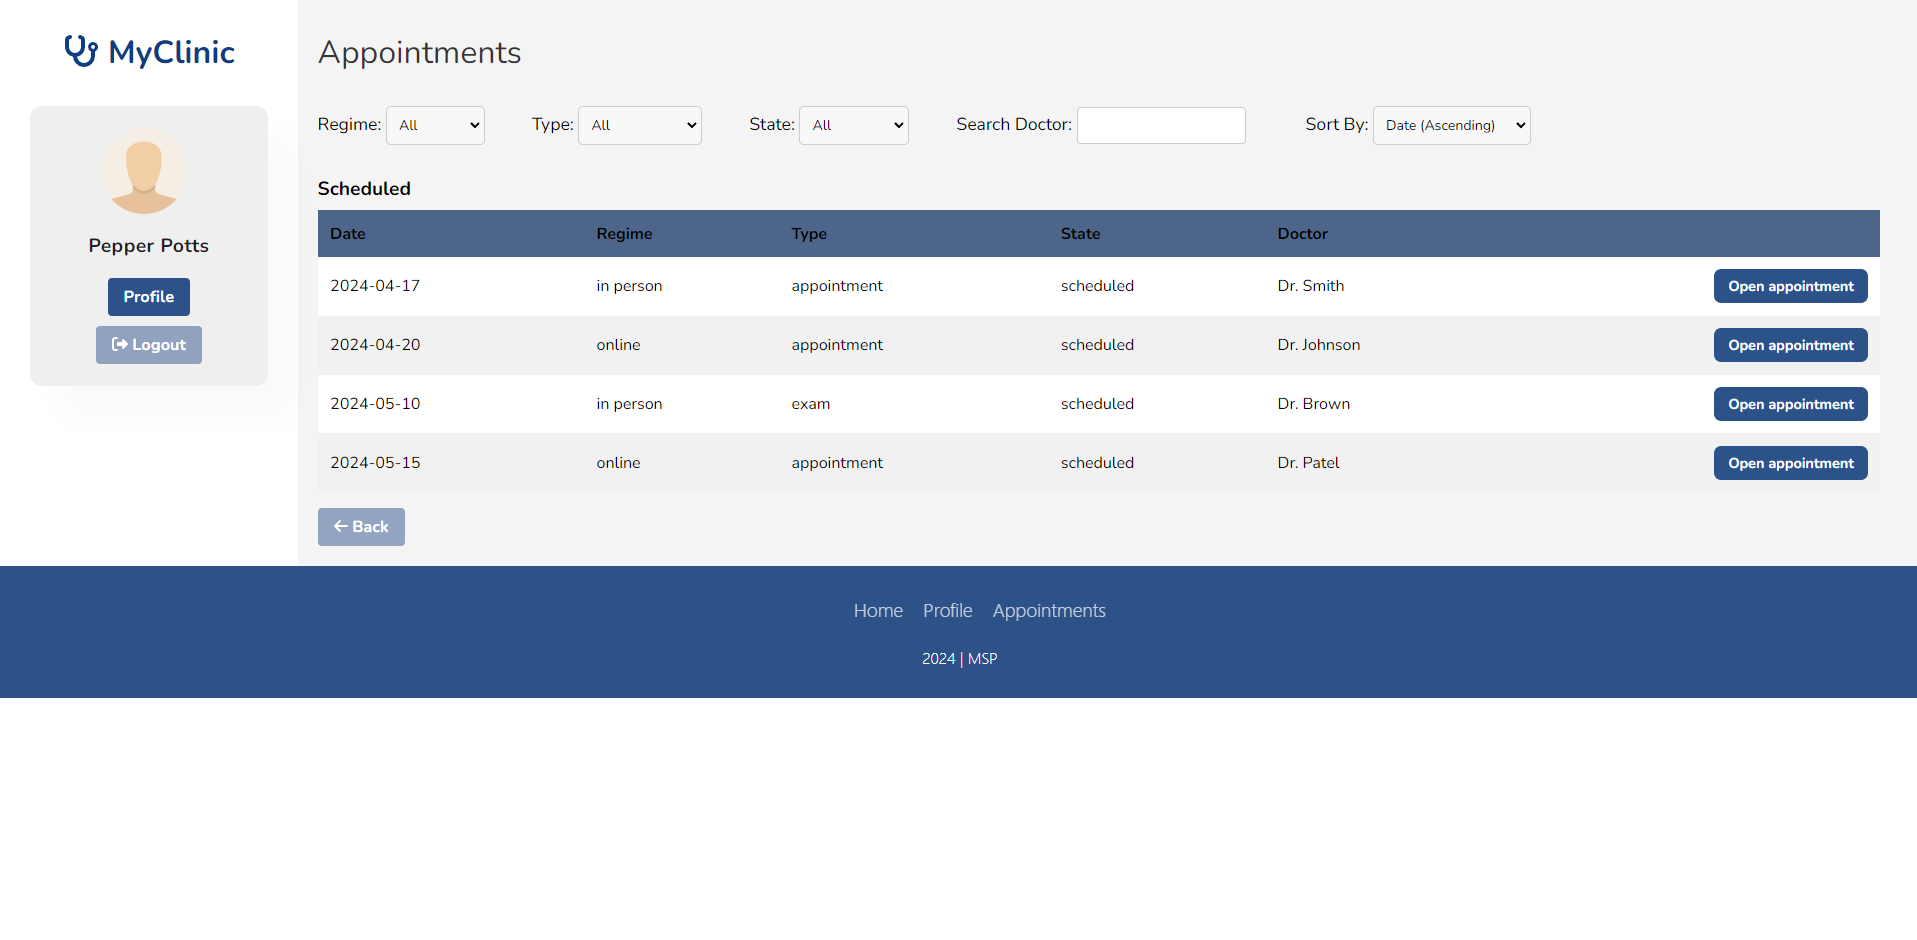 MyClinic
Pepper Potts
Profile
Logout
Appointments
Regime: All Type: All State: All Search Doctor: Sort By: Date (Ascending)
Scheduled
Date Regime Type State Doctor
2024-04-17 in person appointment scheduled Dr. Smith Open appointment
2024-04-20 online appointment scheduled Dr. Johnson Open appointment
2024-05-10 in person exam scheduled Dr. Brown Open appointment
2024-05-15 online appointment scheduled Dr. Patel Open appointment
Back
Home Profile Appointments
2024 | MSP